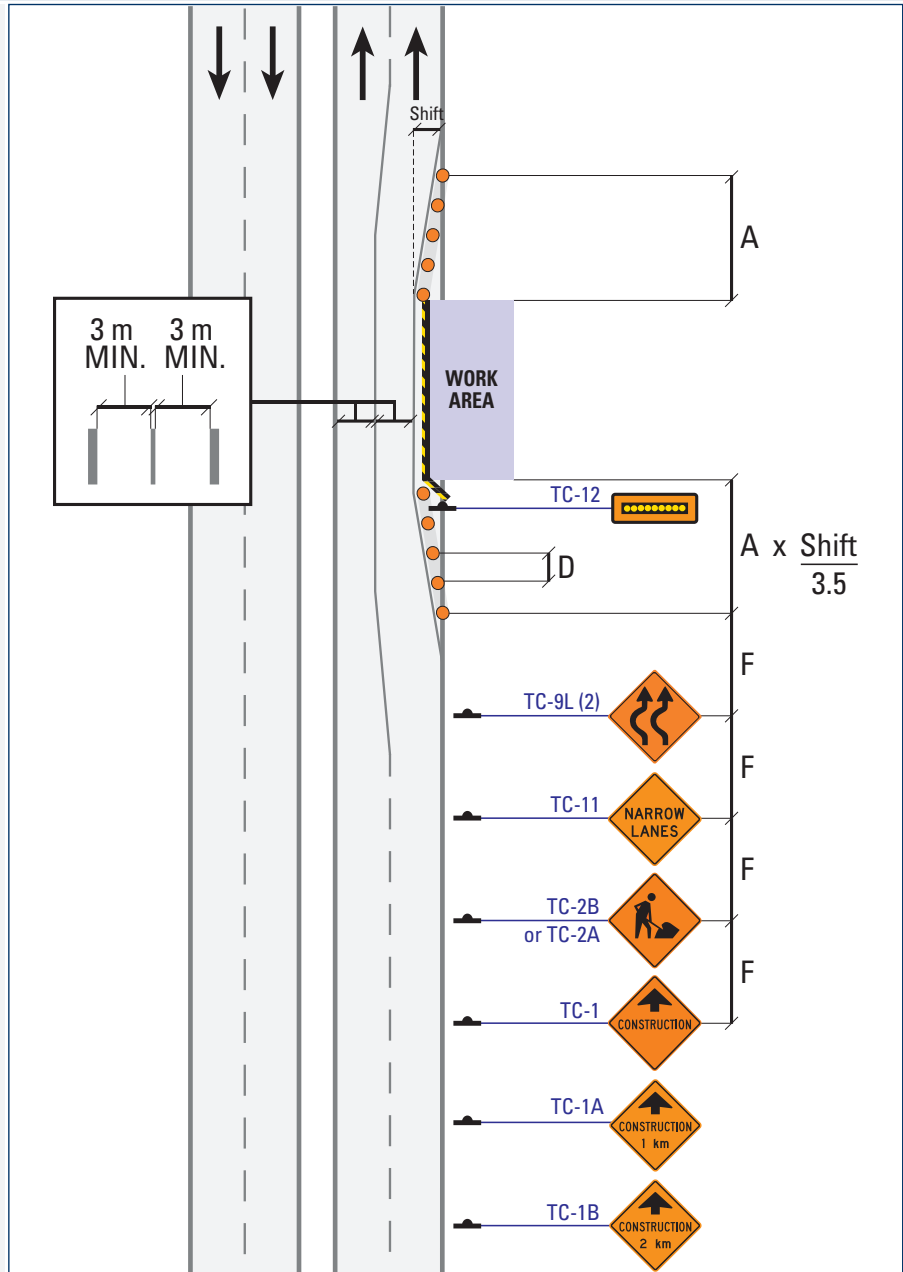 Shift
A
3 m 3 m
MIN. MIN.
WORK
AREA
TC-12
A x Shift
3.5
D
F
TC-9L (2)
F
TC-11
NARROW
LANES
F
TC-2B
or TC-2A
F
TC-1
CONSTRUCTION
TC-1A
CONSTRUCTION
1 km
TC-1B
CONSTRUCTION
2 km